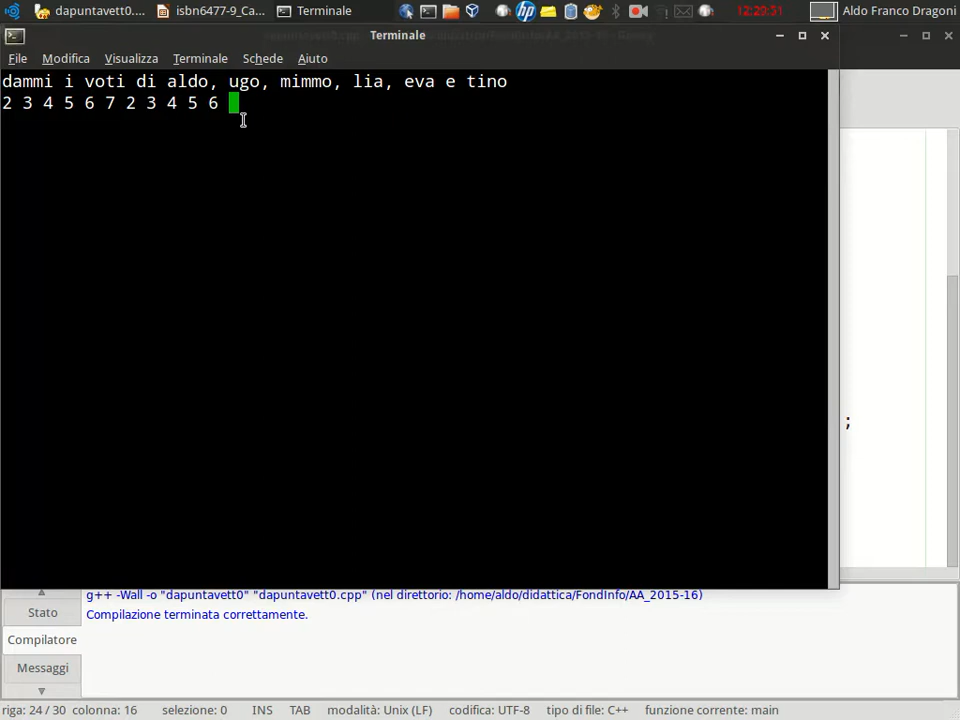 dapuntavett0.... isbn6477-9_Ca... Terminale 12:29:51 Aldo Franco Dragoni
Terminale
File Modifica Visualizza Terminale Schede Aiuto
dammi i voti di aldo, ugo, mimmo, lia, eva e tino
2 3 4 5 6 7 2 3 4 5 6
;
g++ -Wall -o "dapuntavett0" "dapuntavett0.cpp" (nel direttorio: /home/aldo/didattica/FondInfo/AA_2015-16)
Stato
Compilazione terminata correttamente.
Compilatore
Messaggi
riga: 24 / 30 colonna: 16 selezione: 0 INS TAB modalità: Unix (LF) codifica: UTF-8 tipo di file: C++ funzione corrente: main